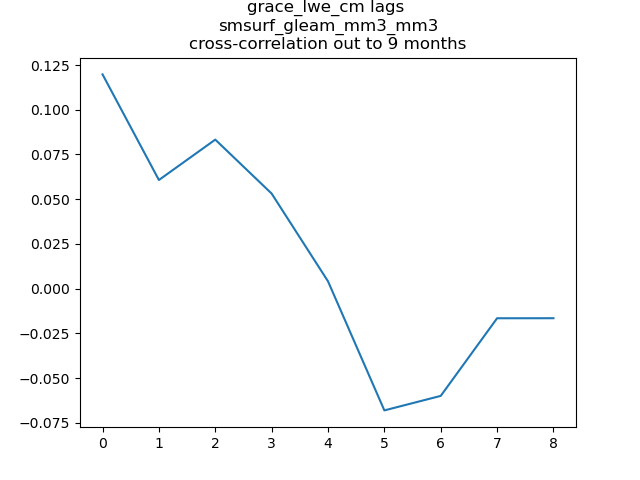 grace_lwe_cm lags
smsurf_gleam_mm3_mm3
cross-correlation out to 9 months
0.125
0.100
0.075
0.050
0.025
0.000
−0.025
−0.050
−0.075
0 1 2 3 4 5 6 7 8